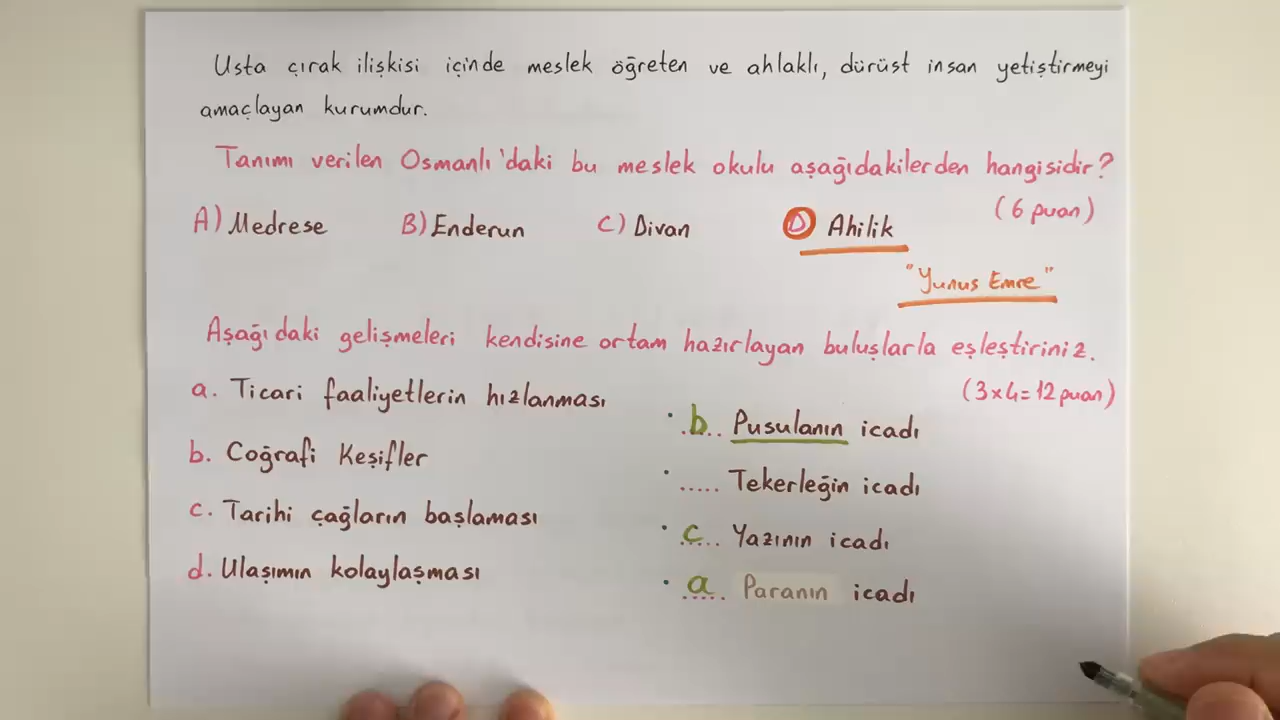 Usta çırak ilişkisi içinde meslek öğreten ve ahlaklı, dürüst insan yetiştirmeyi
amaçlayan kurumdur.
Tanımı verilen Osmanlı'daki bu meslek okulu aşağıdakilerden hangisidir?
(6 puan)
A) Medrese B) Enderun C) Divan D Ahilik
"Yunus Emre"
Aşağıdaki gelişmeleri kendisine ortam hazırlayan buluşlarla eşleştiriniz.
(3x4=12 puan)
a. Ticari faaliyetlerin hızlanması
b. Coğrafi Keşifler
c. Tarihi çağların başlaması
d. Ulaşımın kolaylaşması
• .b.. Pusulanın icadı
• ..... Tekerleğin icadı
• .c... Yazının icadı
• ..a.. Paranın icadı